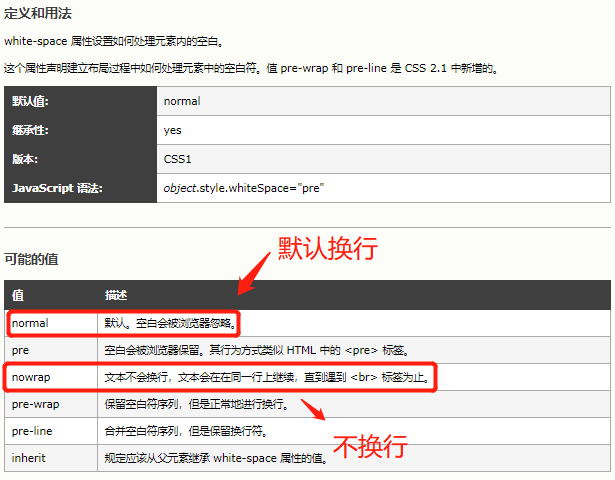 定义和用法
white-space 属性设置如何处理元素内的空白。
这个属性声明建立布局过程中如何处理元素中的空白符。值 pre-wrap 和 pre-line 是 CSS 2.1 中新增的。
默认值: normal
继承性: yes
版本: CSS1
JavaScript 语法: object.style.whiteSpace="pre"
默认换行
可能的值
值 描述
normal 默认。空白会被浏览器忽略。
pre 空白会被浏览器保留。其行为方式类似 HTML 中的 <pre> 标签。
nowrap 文本不会换行，文本会在在同一行上继续，直到遇到 <br> 标签为止。
pre-wrap 保留空白符序列，但是正常地进行换行。
pre-line 合并空白符序列，但是保留换行符。
不换行
inherit 规定应该从父元素继承 white-space 属性的值。